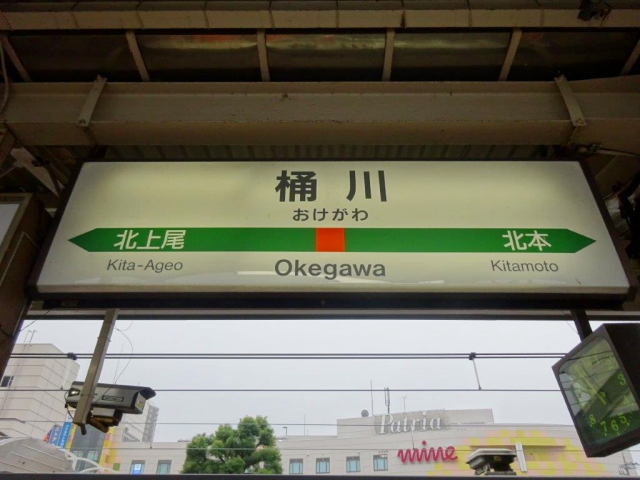 桶川
おけがわ
北上尾
北本
Kita-Ageo
Okegawa
Kitamoto
Patria
mine